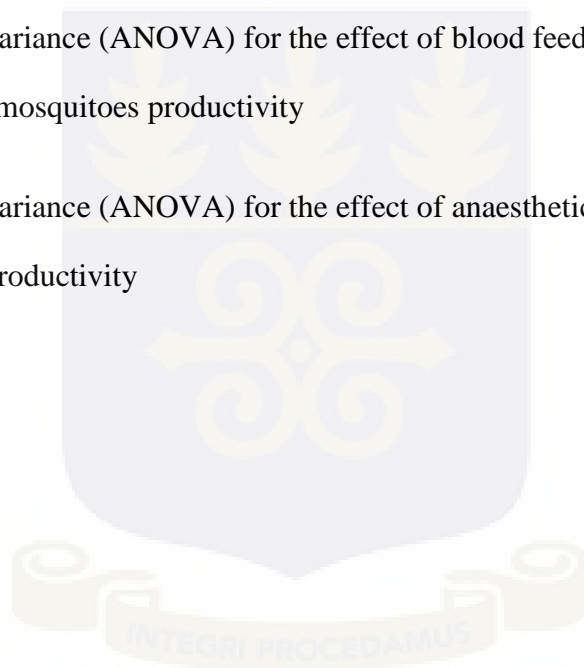 ariance (ANOVA) for the effect of blood feed
mosquitoes productivity
ariance (ANOVA) for the effect of anaesthetic
roductivity
INTEGRI PROCEDAMUS